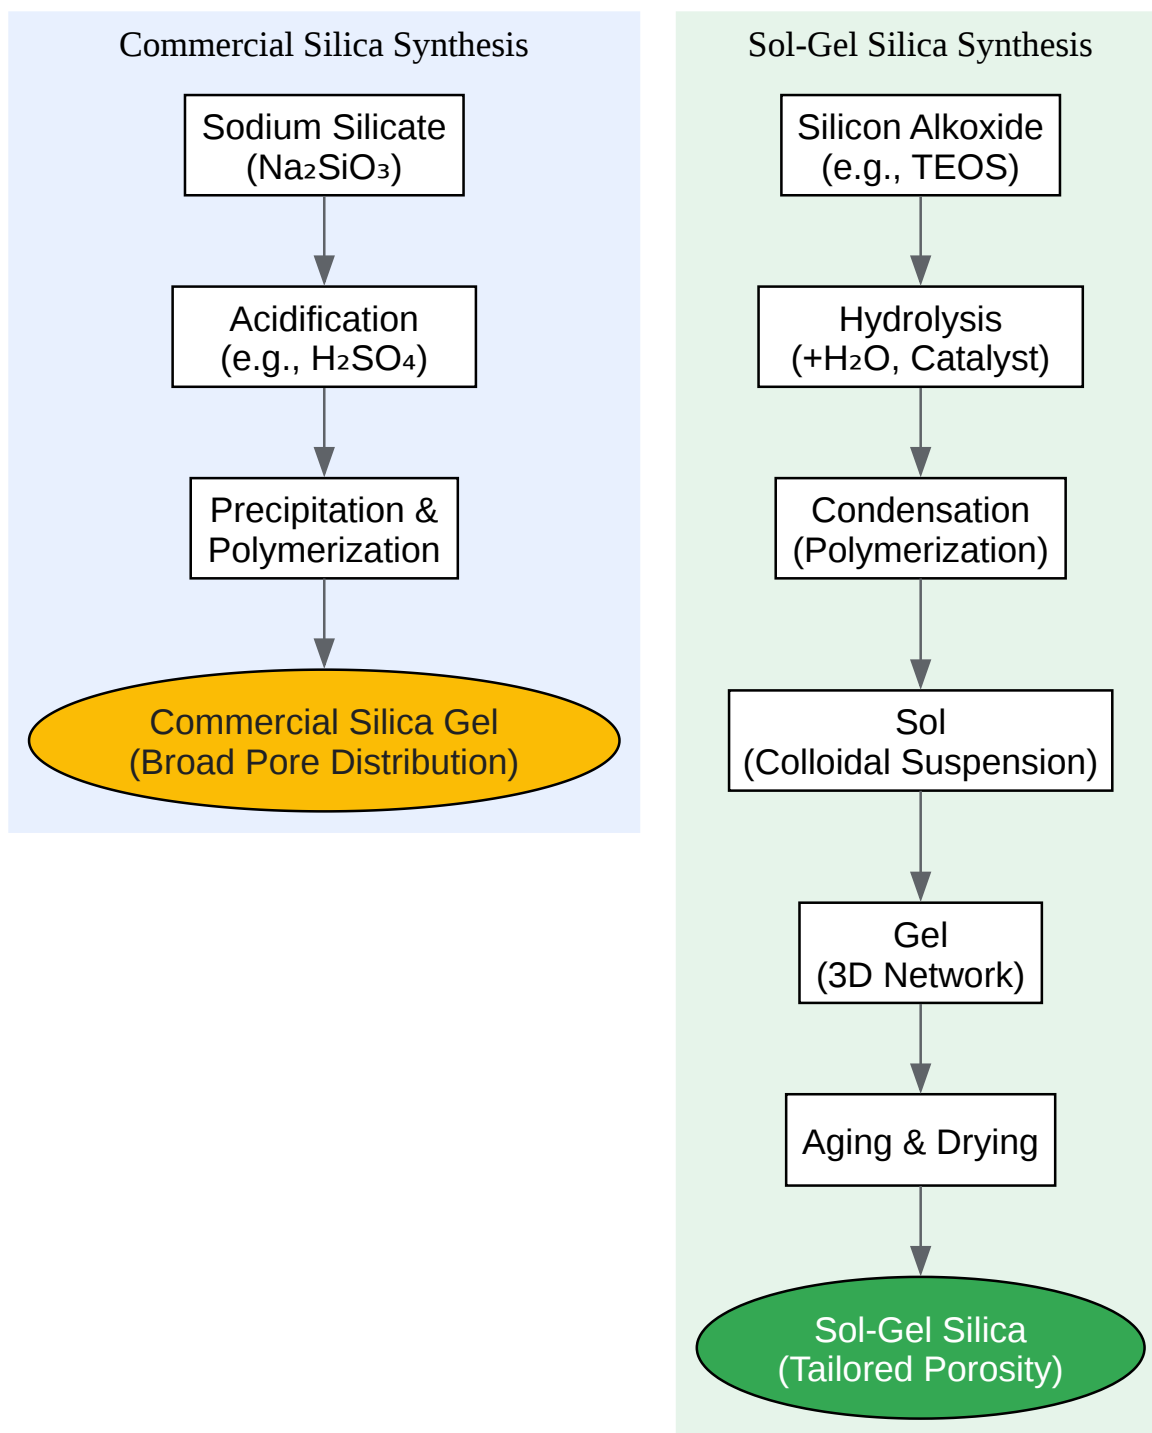 Commercial Silica Synthesis
Sodium Silicate
(Na₂SiO₃)
Acidification
(e.g., H₂SO₄)
Precipitation &
Polymerization
Commercial Silica Gel
(Broad Pore Distribution)
Sol-Gel Silica Synthesis
Silicon Alkoxide
(e.g., TEOS)
Hydrolysis
(+H₂O, Catalyst)
Condensation
(Polymerization)
Sol
(Colloidal Suspension)
Gel
(3D Network)
Aging & Drying
Sol-Gel Silica
(Tailored Porosity)